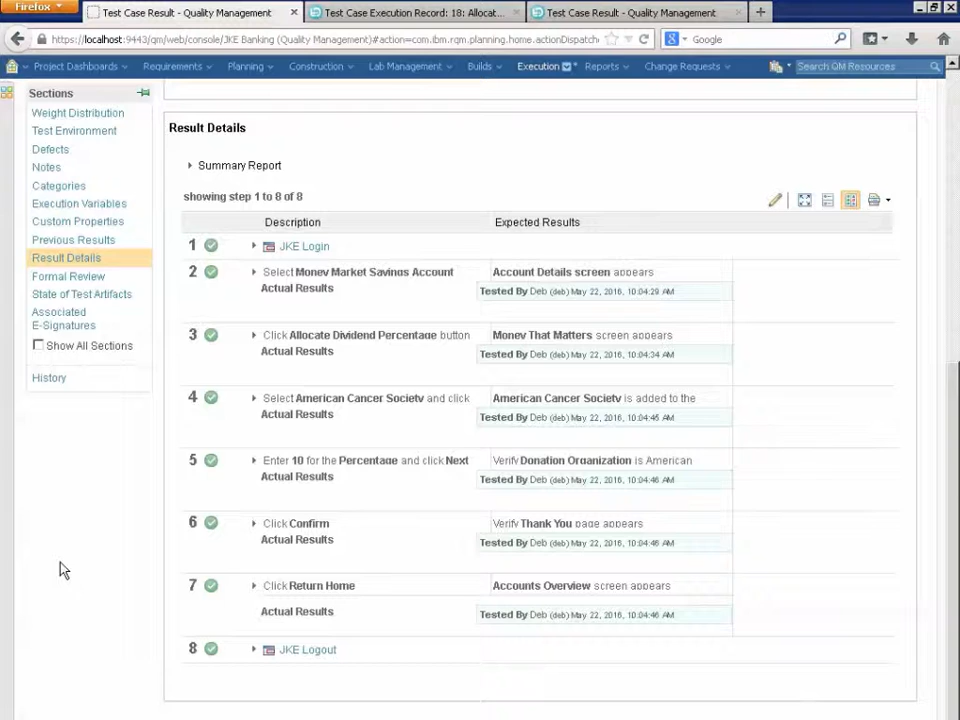 Firefox
Test Case Result - Quality Management
Test Case Execution Record: 18: Allocat...
Test Case Result - Quality Management
https://localhost:9443/qm/web/console/JKE Banking (Quality Management)#action=com.ibm.rqm.planning.home.actionDispatche
Google
Project Dashboards
Requirements
Planning
Construction
Lab Management
Builds
Execution
Reports
Change Requests
Search QM Resources
Sections
Weight Distribution
Test Environment
Defects
Notes
Categories
Execution Variables
Custom Properties
Previous Results
Result Details
Formal Review
State of Test Artifacts
Associated
E-Signatures
Show All Sections
History
Result Details
Summary Report
showing step 1 to 8 of 8
Description Expected Results
1 JKE Login
2 Select Money Market Savings Account Account Details screen appears
Actual Results Tested By Deb (deb) May 22, 2016, 10:04:29 AM
3 Click Allocate Dividend Percentage button Money That Matters screen appears
Actual Results Tested By Deb (deb) May 22, 2016, 10:04:34 AM
4 Select American Cancer Society and click American Cancer Society is added to the
Actual Results Tested By Deb (deb) May 22, 2016, 10:04:45 AM
5 Enter 10 for the Percentage and click Next Verify Donation Organization is American
Actual Results Tested By Deb (deb) May 22, 2016, 10:04:46 AM
6 Click Confirm Verify Thank You page appears
Actual Results Tested By Deb (deb) May 22, 2016, 10:04:46 AM
7 Click Return Home Accounts Overview screen appears
Actual Results Tested By Deb (deb) May 22, 2016, 10:04:46 AM
8 JKE Logout